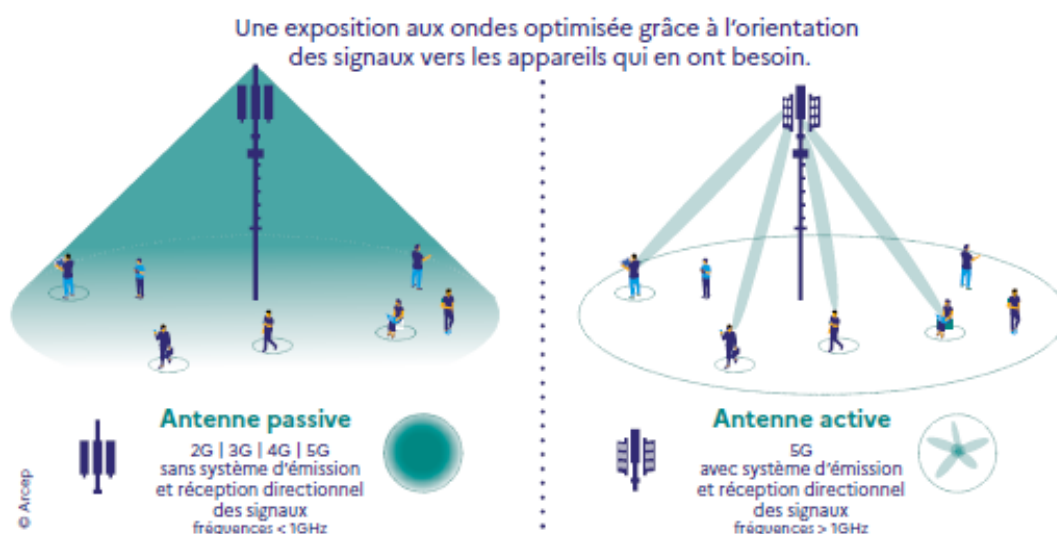 Une exposition aux ondes optimisée grâce à l'orientation
des signaux vers les appareils qui en ont besoin.
Antenne passive
2G | 3G | 4G | 5G
sans système d'émission
et réception directionnel
des signaux
fréquences < 1GHz
Antenne active
5G
avec système d'émission
et réception directionnel
des signaux
fréquences > 1GHz
© Arcep